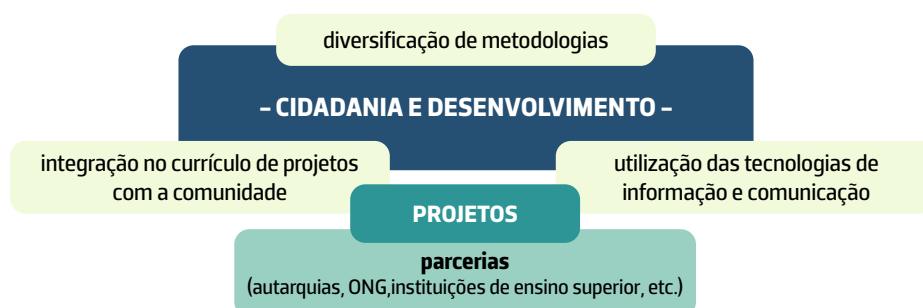 diversificação de metodologias
– CIDADANIA E DESENVOLVIMENTO –
integração no currículo de projetos
com a comunidade
utilização das tecnologias de
informação e comunicação
PROJETOS
parcerias
(autarquias, ONG,instituições de ensino superior, etc.)